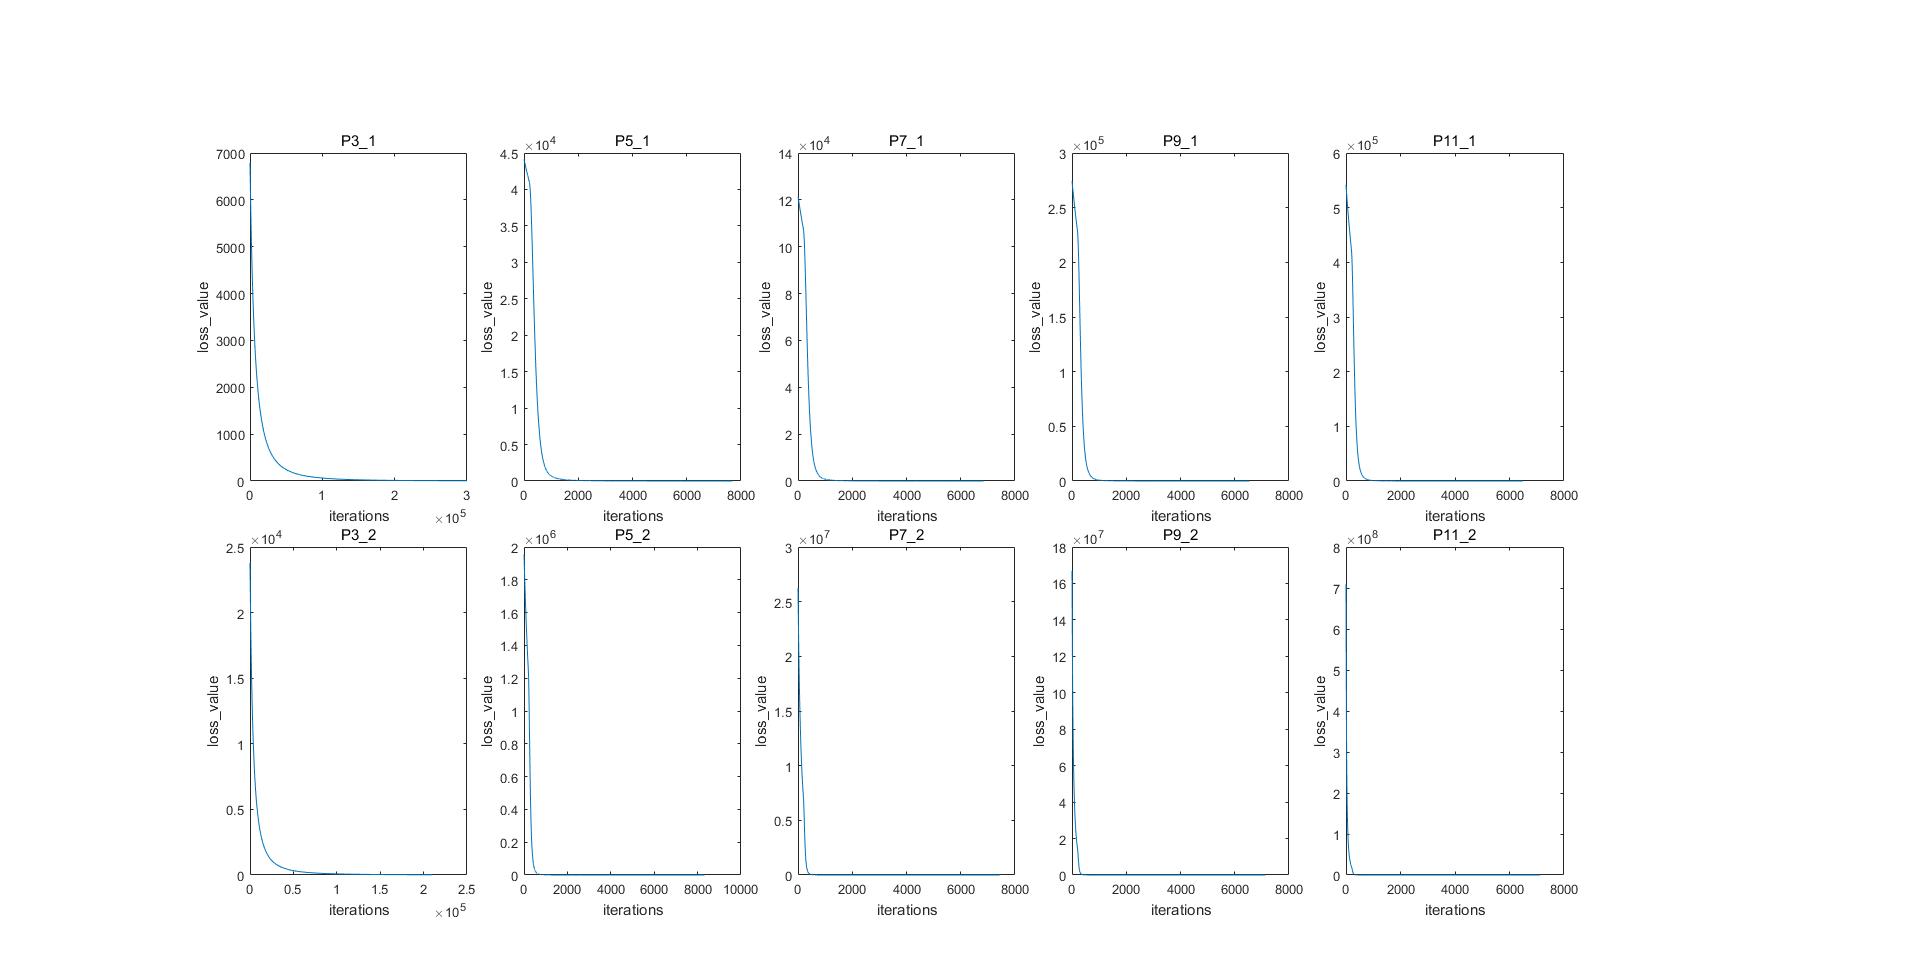 P3_1
7000
6000
5000
4000
3000
2000
1000
0
loss_value
0 1 2 3
iterations ×10^5
P5_1
×10^4
4.5
4
3.5
3
2.5
2
1.5
1
0.5
0
loss_value
0 2000 4000 6000 8000
iterations
P7_1
×10^4
14
12
10
8
6
4
2
0
loss_value
0 2000 4000 6000 8000
iterations
P9_1
×10^5
3
2.5
2
1.5
1
0.5
0
loss_value
0 2000 4000 6000 8000
iterations
P11_1
×10^5
6
5
4
3
2
1
0
loss_value
0 2000 4000 6000 8000
iterations
P3_2
×10^4
2.5
2
1.5
1
0.5
0
loss_value
0 0.5 1 1.5 2 2.5
iterations ×10^5
P5_2
×10^6
2
1.8
1.6
1.4
1.2
1
0.8
0.6
0.4
0.2
0
loss_value
0 2000 4000 6000 8000 10000
iterations
P7_2
×10^7
3
2.5
2
1.5
1
0.5
0
loss_value
0 2000 4000 6000 8000
iterations
P9_2
×10^7
18
16
14
12
10
8
6
4
2
0
loss_value
0 2000 4000 6000 8000
iterations
P11_2
×10^8
8
7
6
5
4
3
2
1
0
loss_value
0 2000 4000 6000 8000
iterations